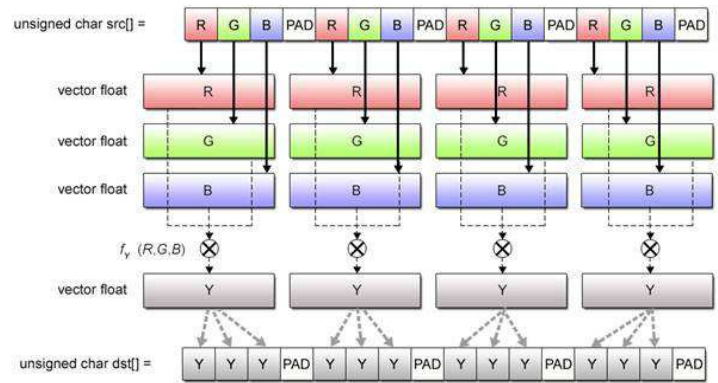 unsigned char src[] = R G B PAD R G B PAD R G B PAD R G B PAD
vector float R R R R
vector float G G G G
vector float B B B B
fY (R,G,B)
vector float Y Y Y Y
unsigned char dst[] = Y Y Y PAD Y Y Y PAD Y Y Y PAD Y Y Y PAD